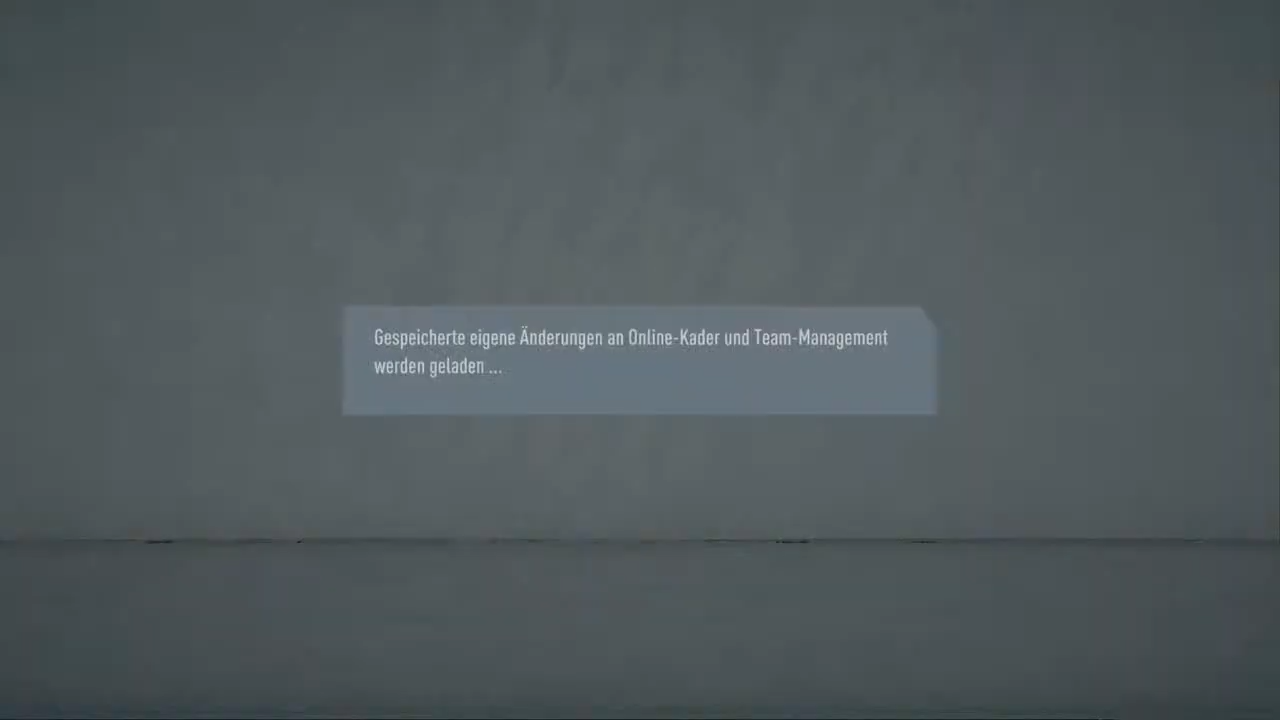 Gespeicherte eigene Änderungen an Online-Kader und Team-Management
werden geladen ...